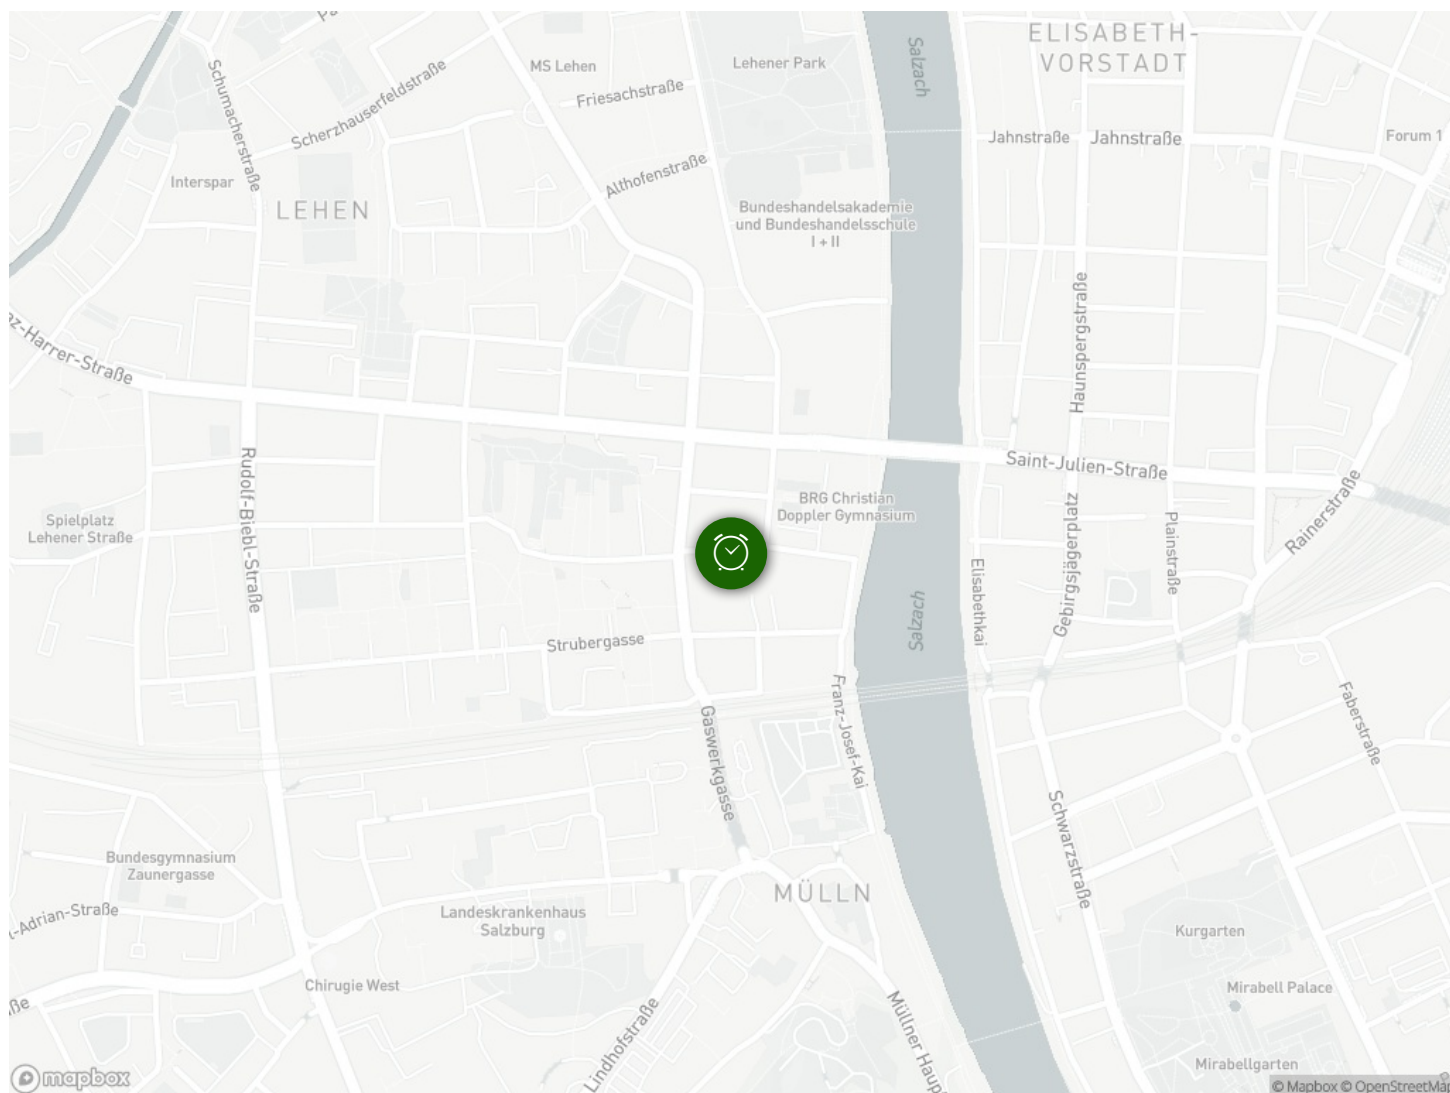 ELISABETH-
VORSTADT
Salzach
MS Lehen
Lehener Park
Schumacherstraße
Scherzhauserfeldstraße
Friesachstraße
Jahnstraße
Jahnstraße
Forum 1
Interspar
Althofenstraße
LEHEN
Bundeshandelsakademie
und Bundeshandelsschule
I + II
az-Harrer-Straße
Haunspergstraße
Saint-Julien-Straße
Rudolf-Biebl-Straße
BRG Christian
Doppler Gymnasium
Spielplatz
Lehener Straße
Rainerstraße
Plainstraße
Gebirgsjägerplatz
Elisabethkai
Salzach
Strubergasse
Franz-Josef-Kai
Gaswerkgasse
Faberstraße
Schwarzstraße
Bundesgymnasium
Zaunergasse
MÜLLN
t-Adrian-Straße
Landeskrankenhaus
Salzburg
Kurgarten
Chirugie West
Mirabell Palace
ße
Lindhofstraße
Müllner Haup
Mirabellgarten
mapbox
© Mapbox © OpenStreetMap